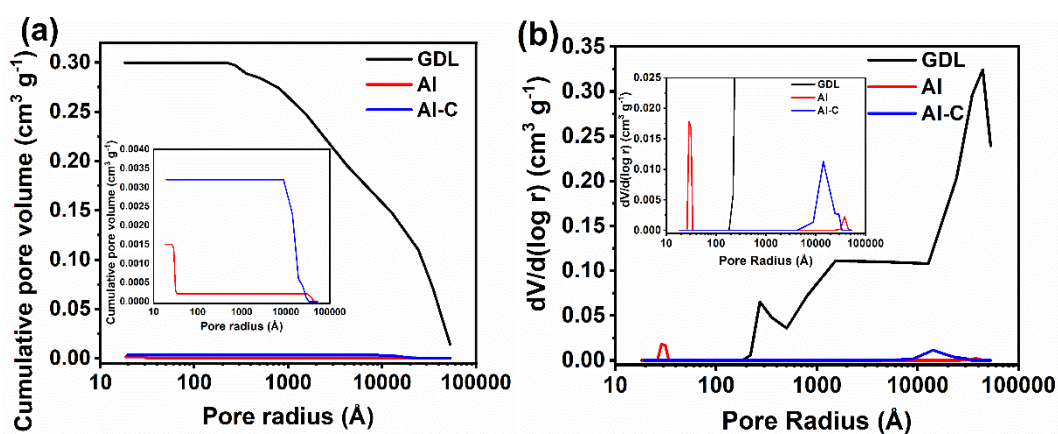 (a)
GDL
Al
Al-C
Cumulative pore volume (cm³ g⁻¹)
0.30
0.25
0.20
0.15
0.10
0.05
0.00
10 100 1000 10000 100000
Pore radius (Å)
Cumulative pore volume (cm³ g⁻¹)
0.0040
0.0035
0.0030
0.0025
0.0020
0.0015
0.0010
0.0005
0.0000
10 100 1000 10000 100000
Pore radius (Å)
(b)
GDL
Al
Al-C
dV/d(log r) (cm³ g⁻¹)
0.35
0.30
0.25
0.20
0.15
0.10
0.05
0.00
10 100 1000 10000 100000
Pore Radius (Å)
dV/d(log r) (cm³ g⁻¹)
0.025
0.020
0.015
0.010
0.005
0.000
GDL
Al
Al-C
10 100 1000 10000 100000
Pore Radius (Å)